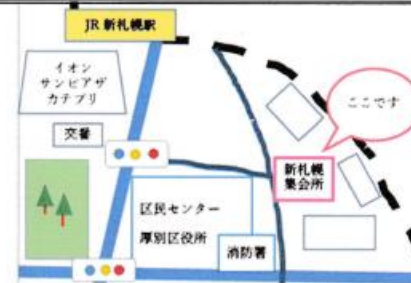 JR 新札幌駅
イオン
サンピアザ
カテプリ
ここです
交番
新札幌
集会所
区民センター
厚別区役所
消防署